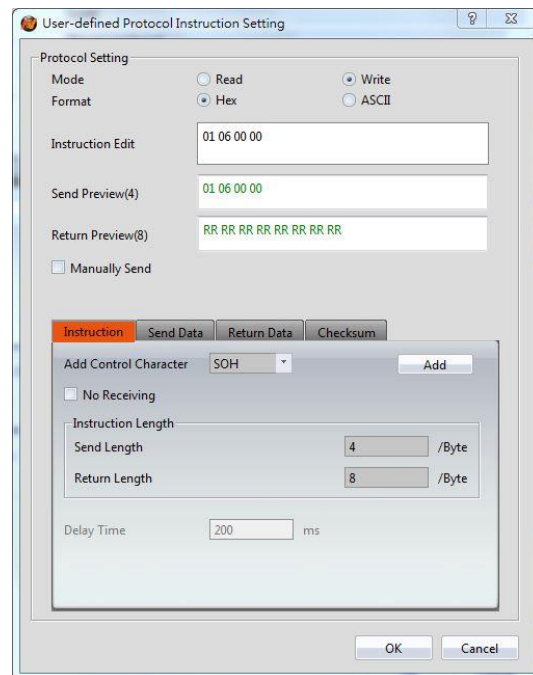 User-defined Protocol Instruction Setting
Protocol Setting
Mode Read Write
Format Hex ASCII
Instruction Edit 01 06 00 00
Send Preview(4) 01 06 00 00
Return Preview(8) RR RR RR RR RR RR RR RR
Manually Send
Instruction Send Data Return Data Checksum
Add Control Character SOH Add
No Receiving
Instruction Length
Send Length 4 /Byte
Return Length 8 /Byte
Delay Time 200 ms
OK Cancel